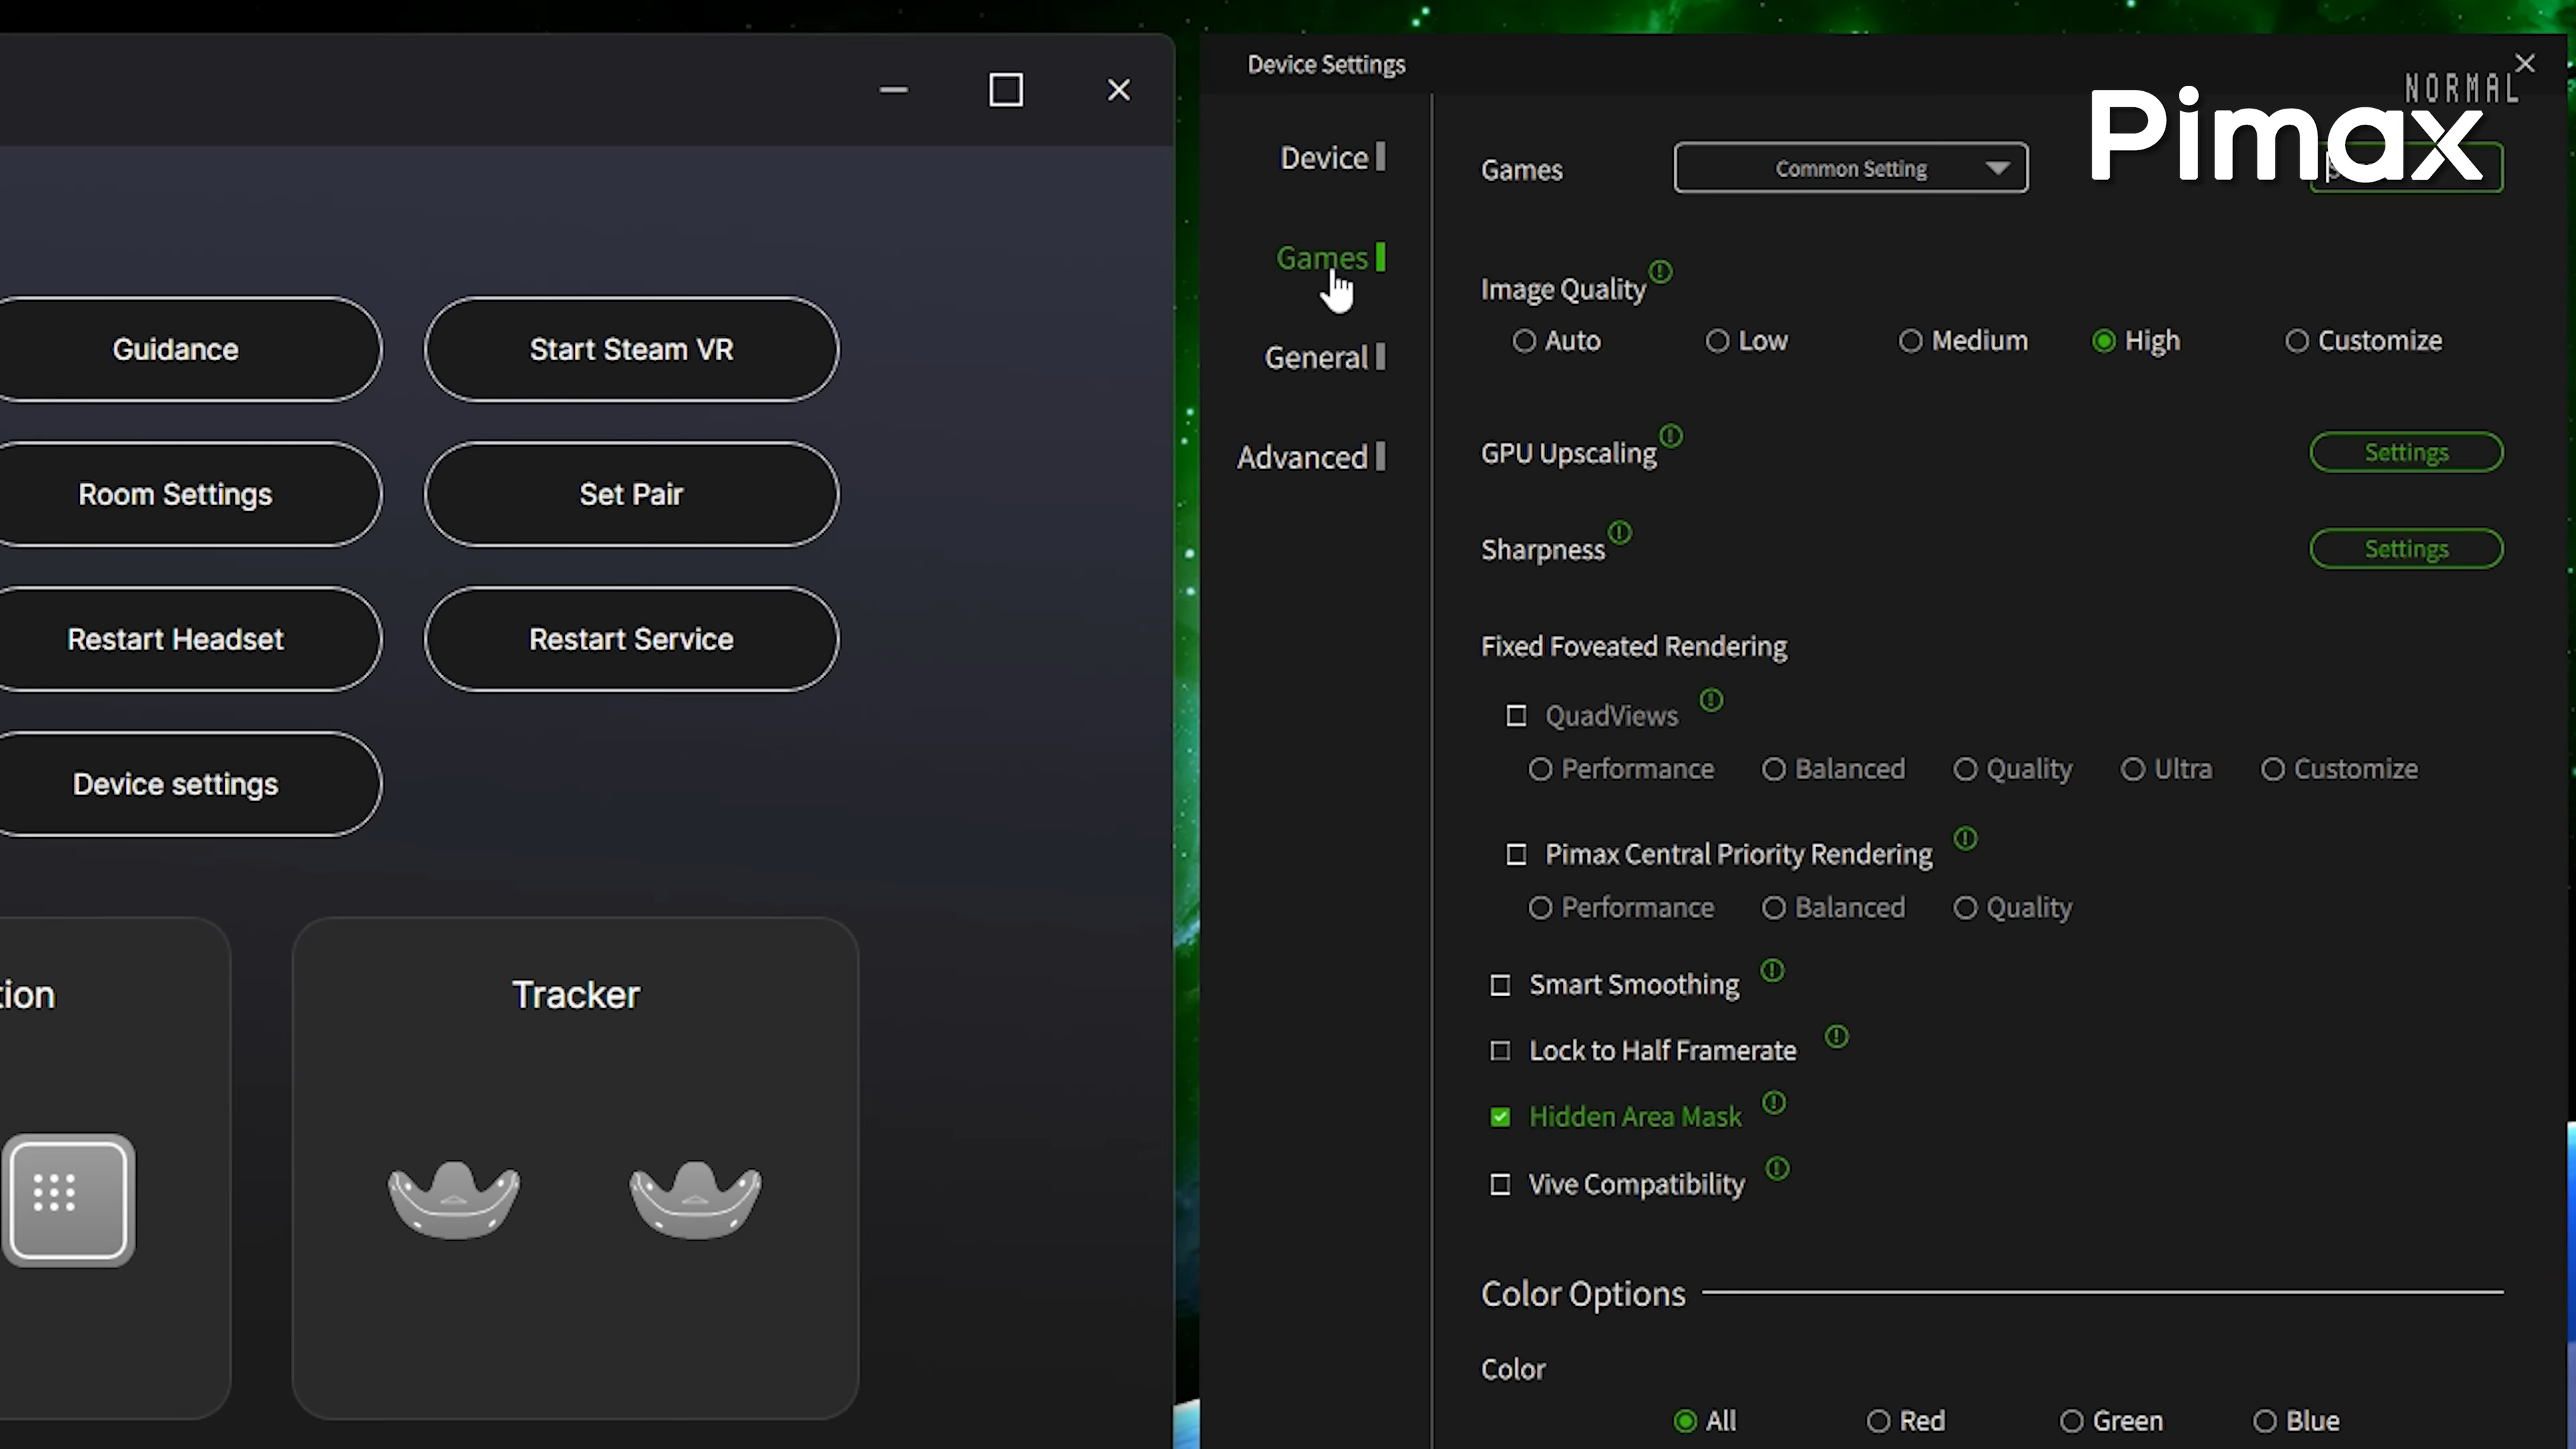 Guidance
Start Steam VR
Room Settings
Set Pair
Restart Headset
Restart Service
Device settings
tion
Tracker
Device Settings
NORMAL
Pimax
Device
Games
General
Advanced
Games
Common Setting
Image Quality
Auto
Low
Medium
High
Customize
GPU Upscaling
Settings
Sharpness
Settings
Fixed Foveated Rendering
QuadViews
Performance
Balanced
Quality
Ultra
Customize
Pimax Central Priority Rendering
Performance
Balanced
Quality
Smart Smoothing
Lock to Half Framerate
Hidden Area Mask
Vive Compatibility
Color Options
Color
All
Red
Green
Blue